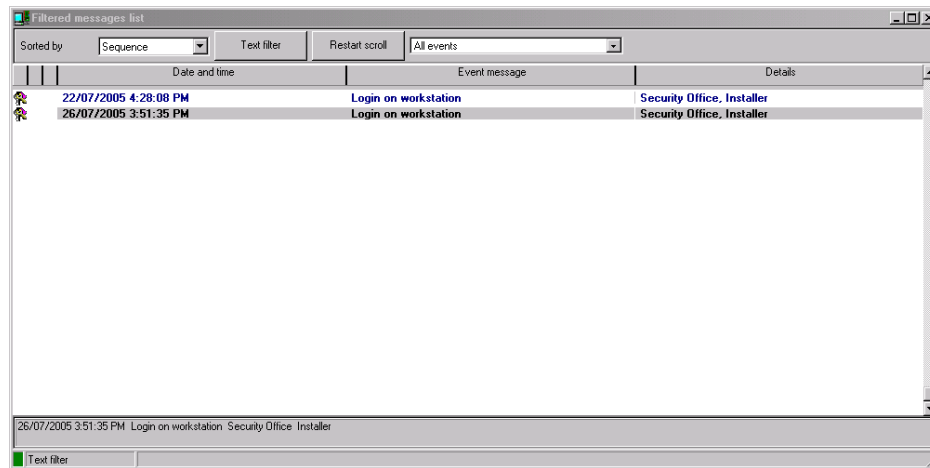 Filtered messages list
Sorted by Sequence Text filter Restart scroll All events
Date and time Event message Details
22/07/2005 4:28:08 PM Login on workstation Security Office, Installer
26/07/2005 3:51:35 PM Login on workstation Security Office, Installer
26/07/2005 3:51:35 PM Login on workstation Security Office Installer
Text filter